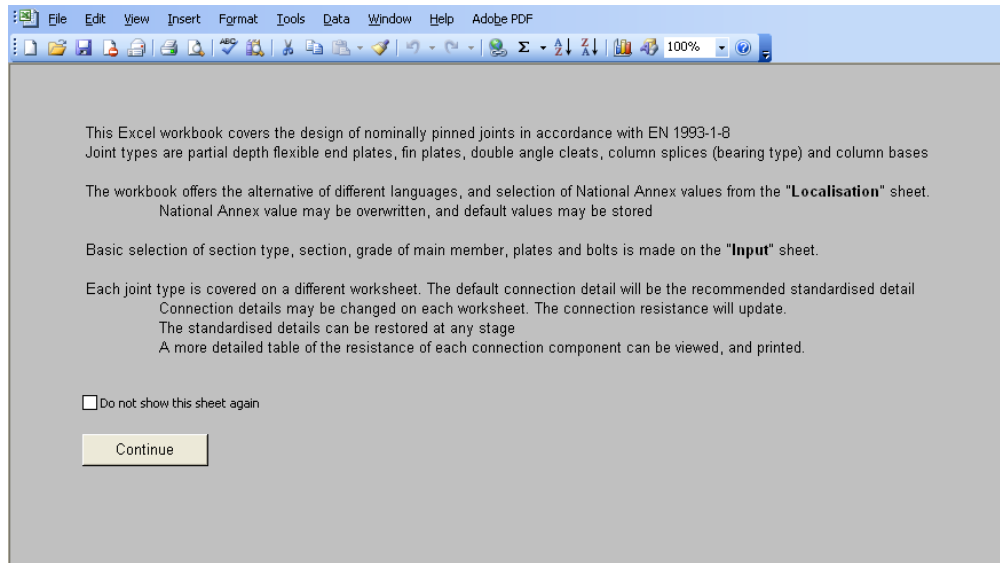 File Edit View Insert Format Tools Data Window Help Adobe PDF
100%
This Excel workbook covers the design of nominally pinned joints in accordance with EN 1993-1-8
Joint types are partial depth flexible end plates, fin plates, double angle cleats, column splices (bearing type) and column bases
The workbook offers the alternative of different languages, and selection of National Annex values from the "Localisation" sheet.
National Annex value may be overwritten, and default values may be stored
Basic selection of section type, section, grade of main member, plates and bolts is made on the "Input" sheet.
Each joint type is covered on a different worksheet. The default connection detail will be the recommended standardised detail
Connection details may be changed on each worksheet. The connection resistance will update.
The standardised details can be restored at any stage
A more detailed table of the resistance of each connection component can be viewed, and printed.
Do not show this sheet again
Continue